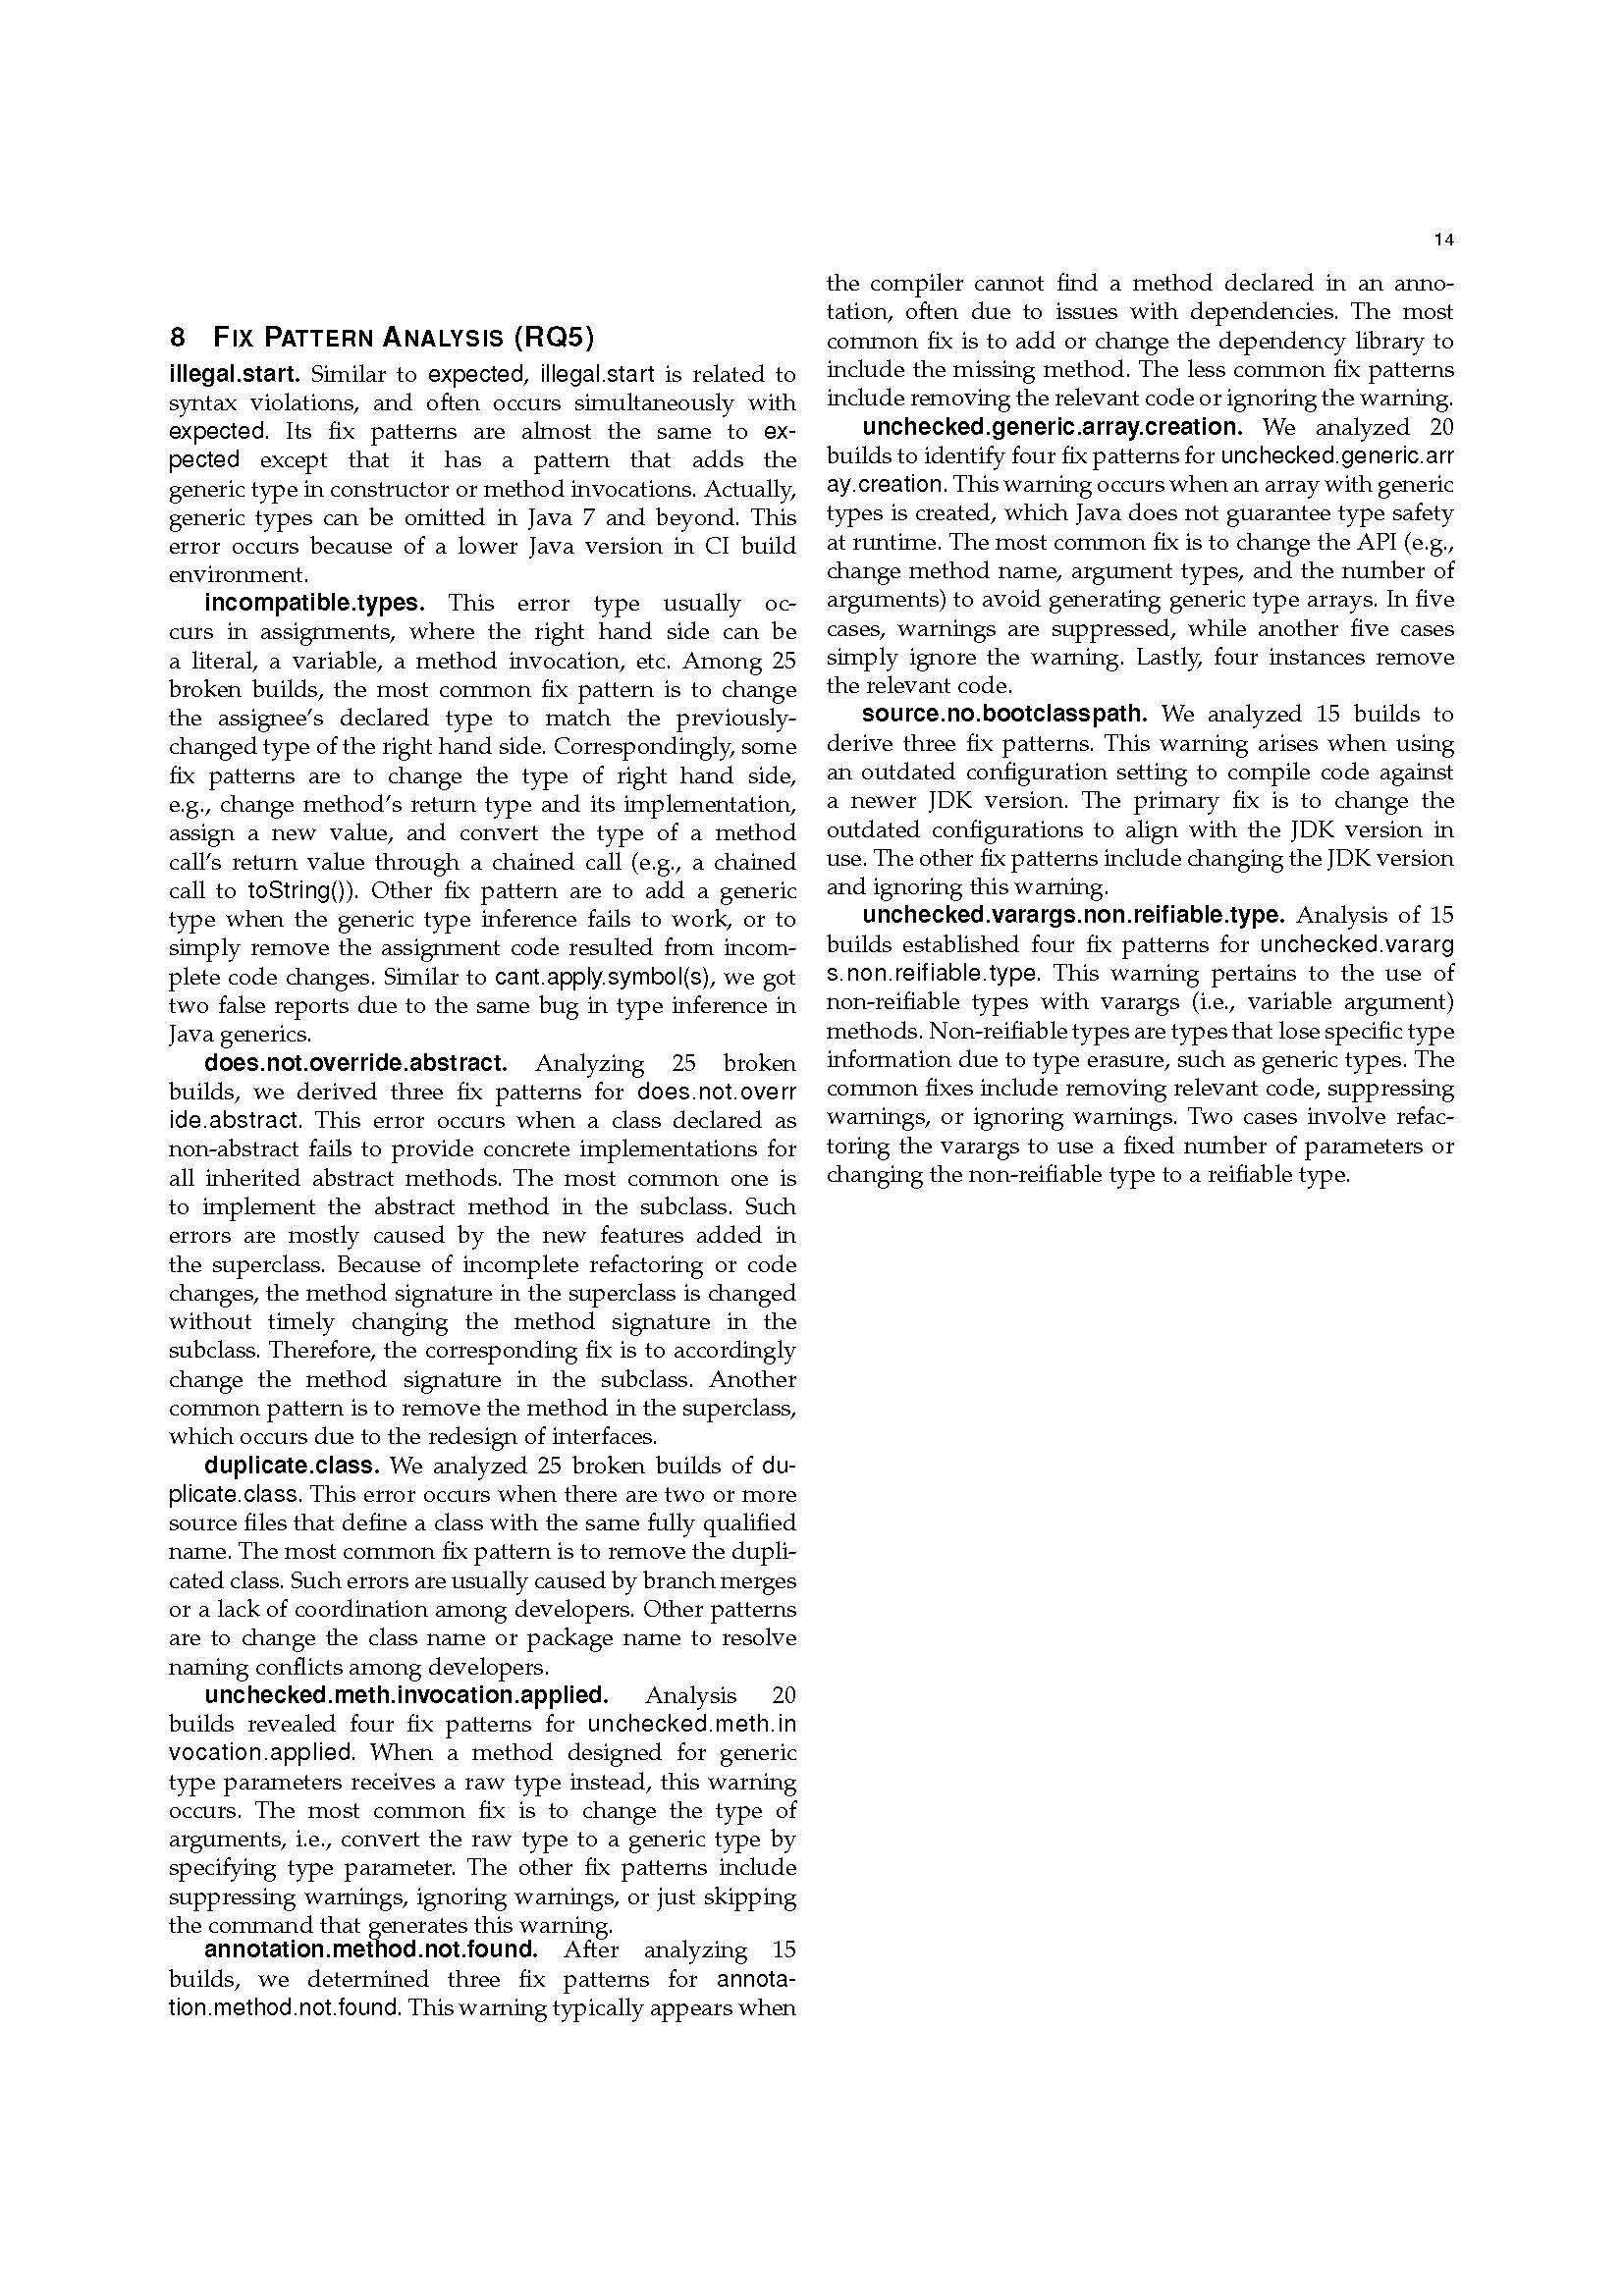 14
8 FIX PATTERN ANALYSIS (RQ5)
illegal.start. Similar to expected, illegal.start is related to
syntax violations, and often occurs simultaneously with
expected. Its fix patterns are almost the same to ex-
pected except that it has a pattern that adds the
generic type in constructor or method invocations. Actually,
generic types can be omitted in Java 7 and beyond. This
error occurs because of a lower Java version in CI build
environment.
incompatible.types. This error type usually oc-
curs in assignments, where the right hand side can be
a literal, a variable, a method invocation, etc. Among 25
broken builds, the most common fix pattern is to change
the assignee's declared type to match the previously-
changed type of the right hand side. Correspondingly, some
fix patterns are to change the type of right hand side,
e.g., change method's return type and its implementation,
assign a new value, and convert the type of a method
call's return value through a chained call (e.g., a chained
call to toString()). Other fix pattern are to add a generic
type when the generic type inference fails to work, or to
simply remove the assignment code resulted from incom-
plete code changes. Similar to cant.apply.symbol(s), we got
two false reports due to the same bug in type inference in
Java generics.
does.not.override.abstract. Analyzing 25 broken
builds, we derived three fix patterns for does.not.overr
ide.abstract. This error occurs when a class declared as
non-abstract fails to provide concrete implementations for
all inherited abstract methods. The most common one is
to implement the abstract method in the subclass. Such
errors are mostly caused by the new features added in
the superclass. Because of incomplete refactoring or code
changes, the method signature in the superclass is changed
without timely changing the method signature in the
subclass. Therefore, the corresponding fix is to accordingly
change the method signature in the subclass. Another
common pattern is to remove the method in the superclass,
which occurs due to the redesign of interfaces.
duplicate.class. We analyzed 25 broken builds of du-
plicate.class. This error occurs when there are two or more
source files that define a class with the same fully qualified
name. The most common fix pattern is to remove the dupli-
cated class. Such errors are usually caused by branch merges
or a lack of coordination among developers. Other patterns
are to change the class name or package name to resolve
naming conflicts among developers.
unchecked.meth.invocation.applied. Analysis 20
builds revealed four fix patterns for unchecked.meth.in
vocation.applied. When a method designed for generic
type parameters receives a raw type instead, this warning
occurs. The most common fix is to change the type of
arguments, i.e., convert the raw type to a generic type by
specifying type parameter. The other fix patterns include
suppressing warnings, ignoring warnings, or just skipping
the command that generates this warning.
annotation.method.not.found. After analyzing 15
builds, we determined three fix patterns for annota-
tion.method.not.found. This warning typically appears when
the compiler cannot find a method declared in an anno-
tation, often due to issues with dependencies. The most
common fix is to add or change the dependency library to
include the missing method. The less common fix patterns
include removing the relevant code or ignoring the warning.
unchecked.generic.array.creation. We analyzed 20
builds to identify four fix patterns for unchecked.generic.arr
ay.creation. This warning occurs when an array with generic
types is created, which Java does not guarantee type safety
at runtime. The most common fix is to change the API (e.g.,
change method name, argument types, and the number of
arguments) to avoid generating generic type arrays. In five
cases, warnings are suppressed, while another five cases
simply ignore the warning. Lastly, four instances remove
the relevant code.
source.no.bootclasspath. We analyzed 15 builds to
derive three fix patterns. This warning arises when using
an outdated configuration setting to compile code against
a newer JDK version. The primary fix is to change the
outdated configurations to align with the JDK version in
use. The other fix patterns include changing the JDK version
and ignoring this warning.
unchecked.varargs.non.reifiable.type. Analysis of 15
builds established four fix patterns for unchecked.vararg
s.non.reifiable.type. This warning pertains to the use of
non-reifiable types with varargs (i.e., variable argument)
methods. Non-reifiable types are types that lose specific type
information due to type erasure, such as generic types. The
common fixes include removing relevant code, suppressing
warnings, or ignoring warnings. Two cases involve refac-
toring the varargs to use a fixed number of parameters or
changing the non-reifiable type to a reifiable type.